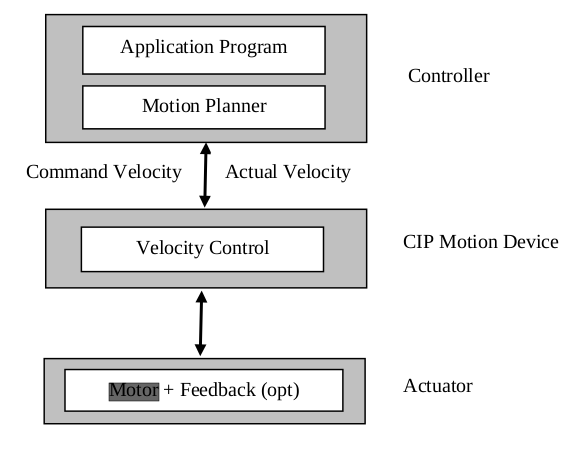 Application Program
Motion Planner
Controller
Command Velocity
Actual Velocity
Velocity Control
CIP Motion Device
Motor + Feedback (opt)
Actuator